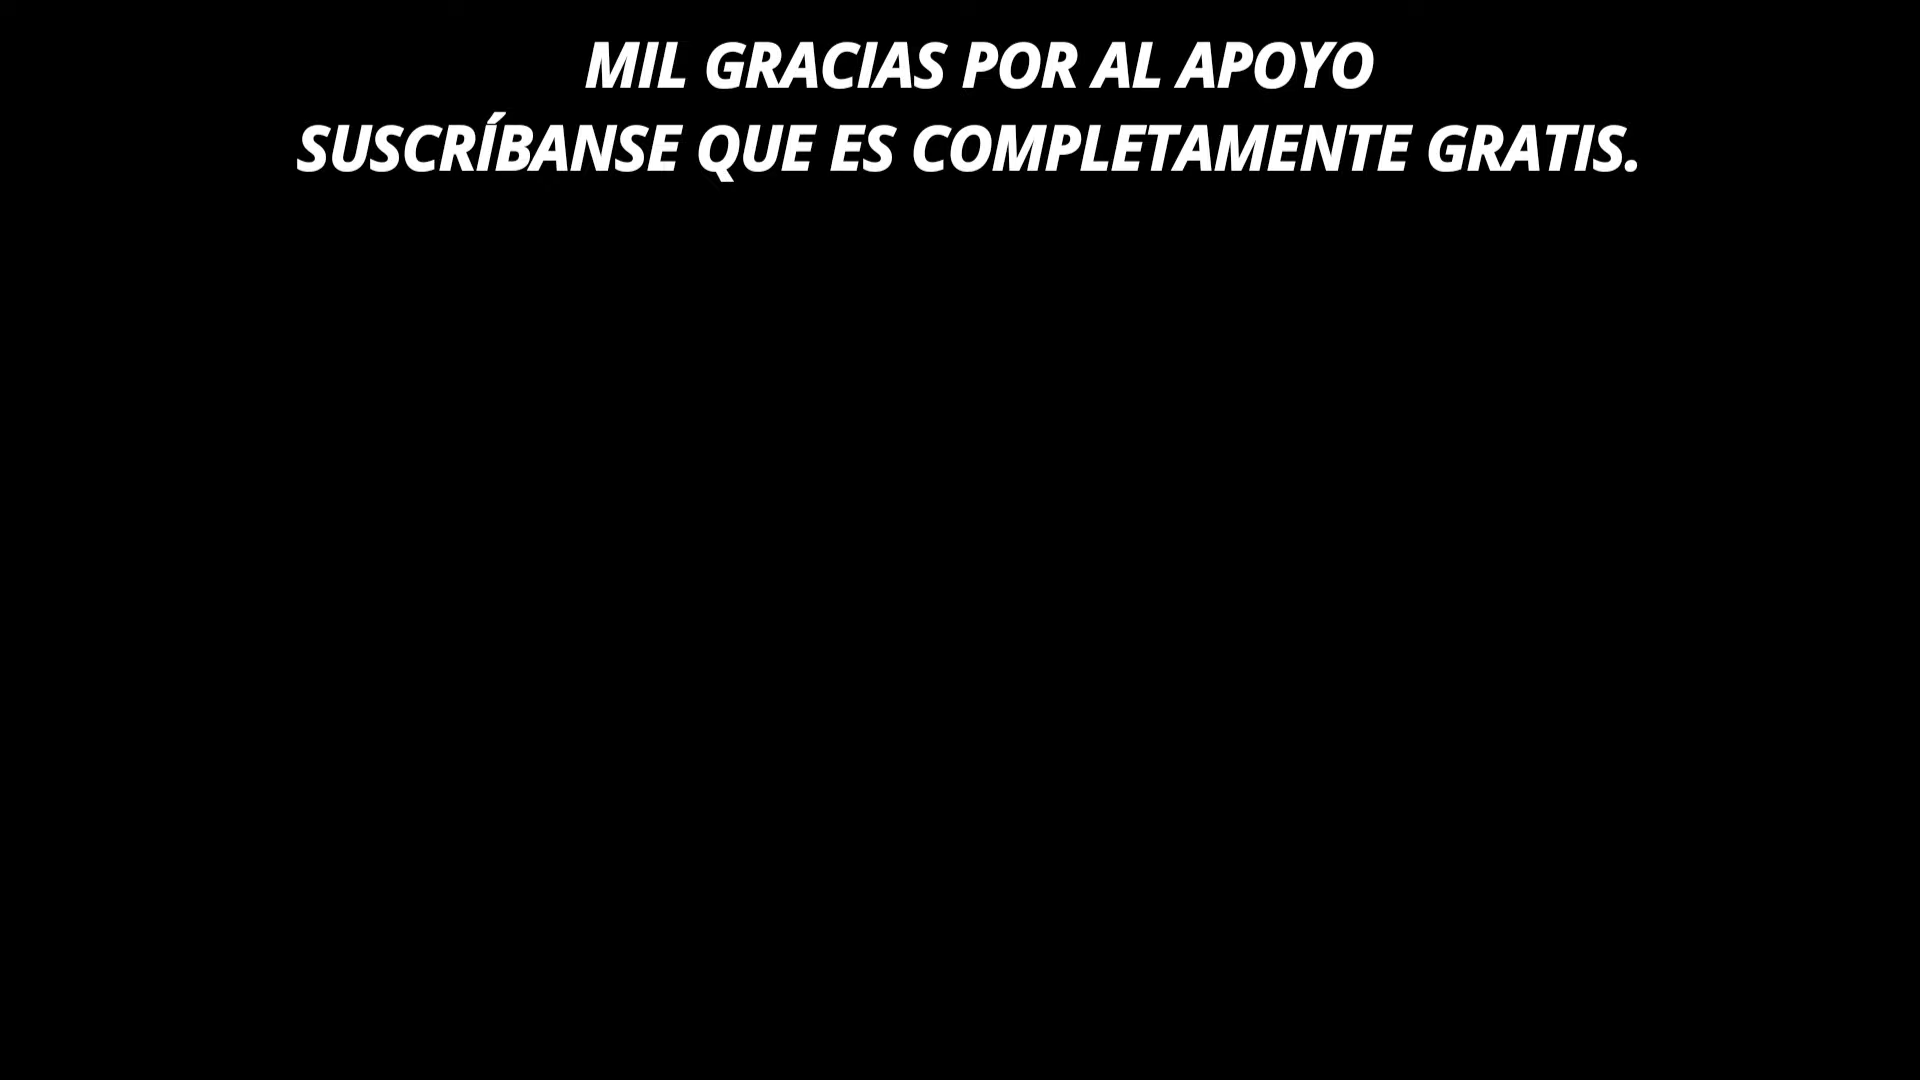 MIL GRACIAS POR AL APOYO
SUSCRÍBANSE QUE ES COMPLETAMENTE GRATIS.